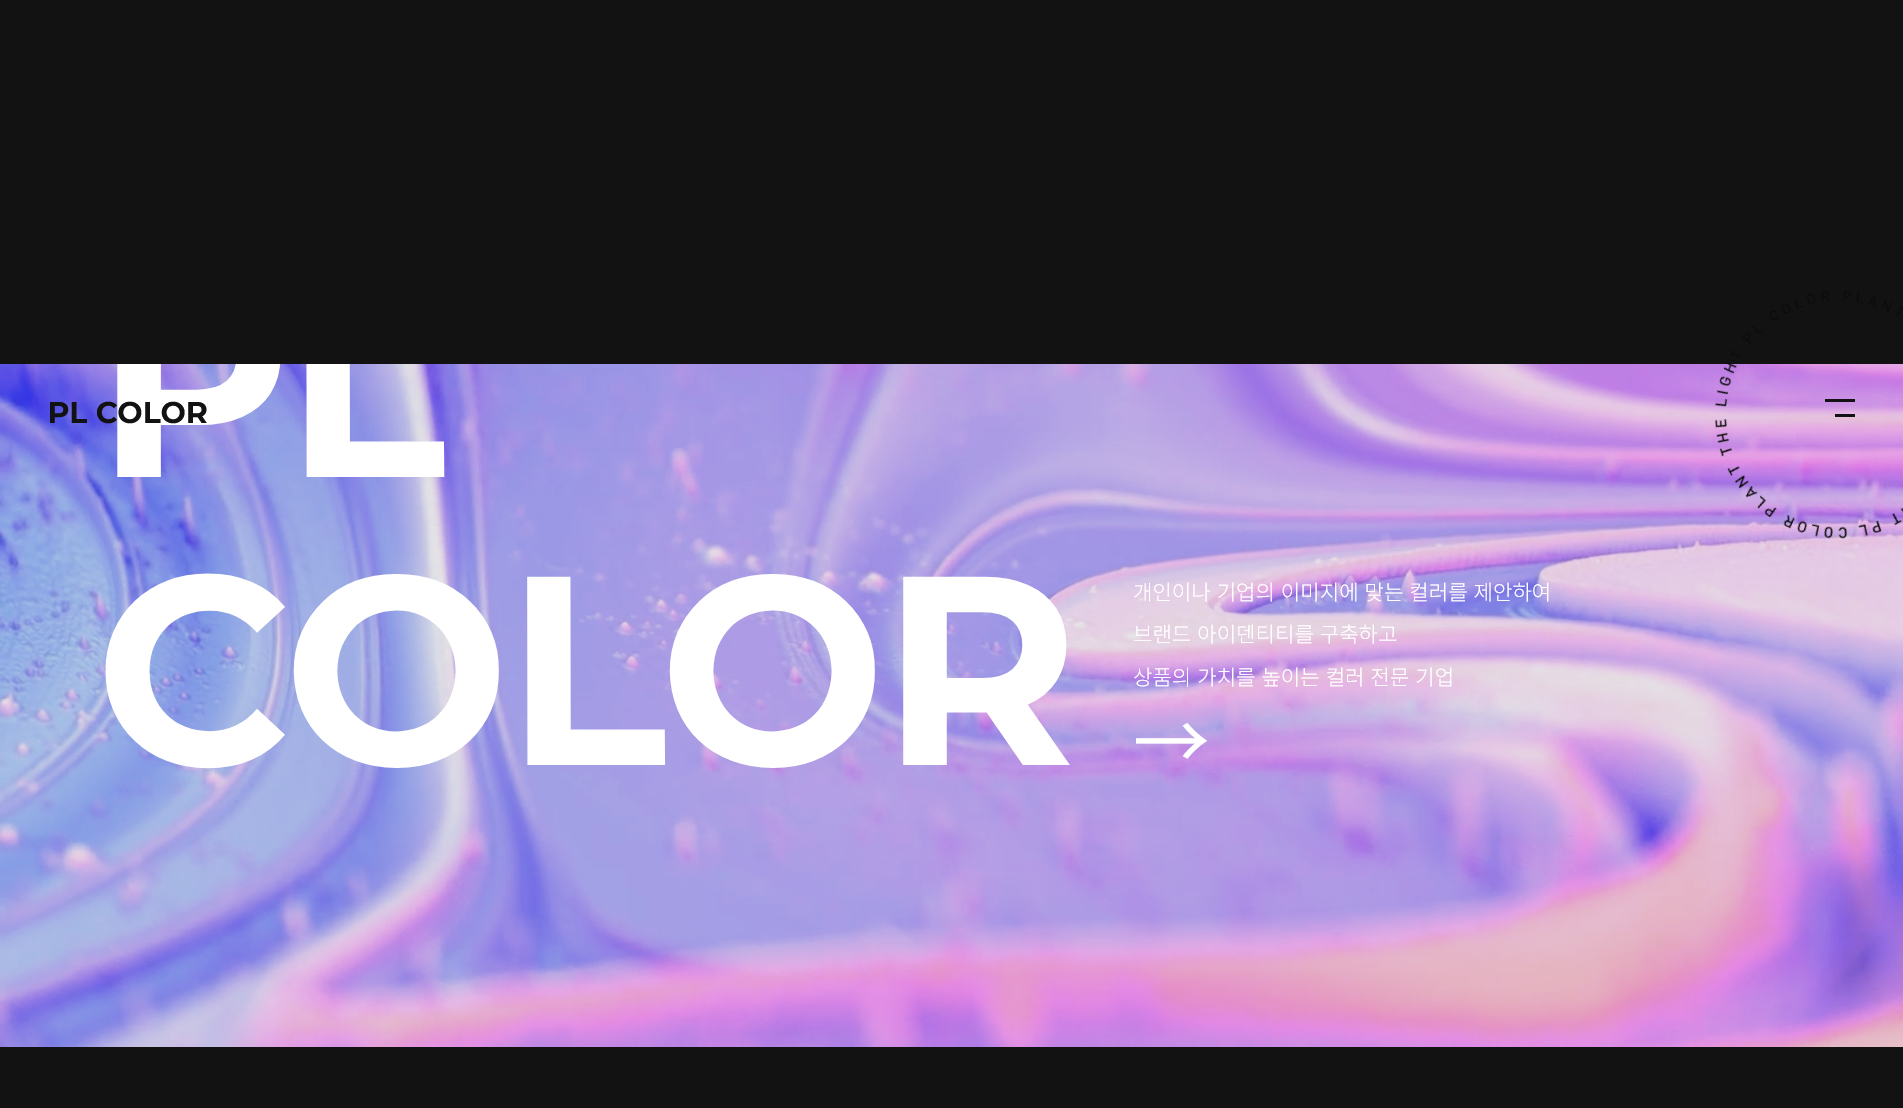 PL COLOR
PL
COLOR
개인이나 기업의 이미지에 맞는 컬러를 제안하여
브랜드 아이덴티티를 구축하고
상품의 가치를 높이는 컬러 전문 기업
PL COLOR PLANT THE LIGHT PL COLOR PLAN